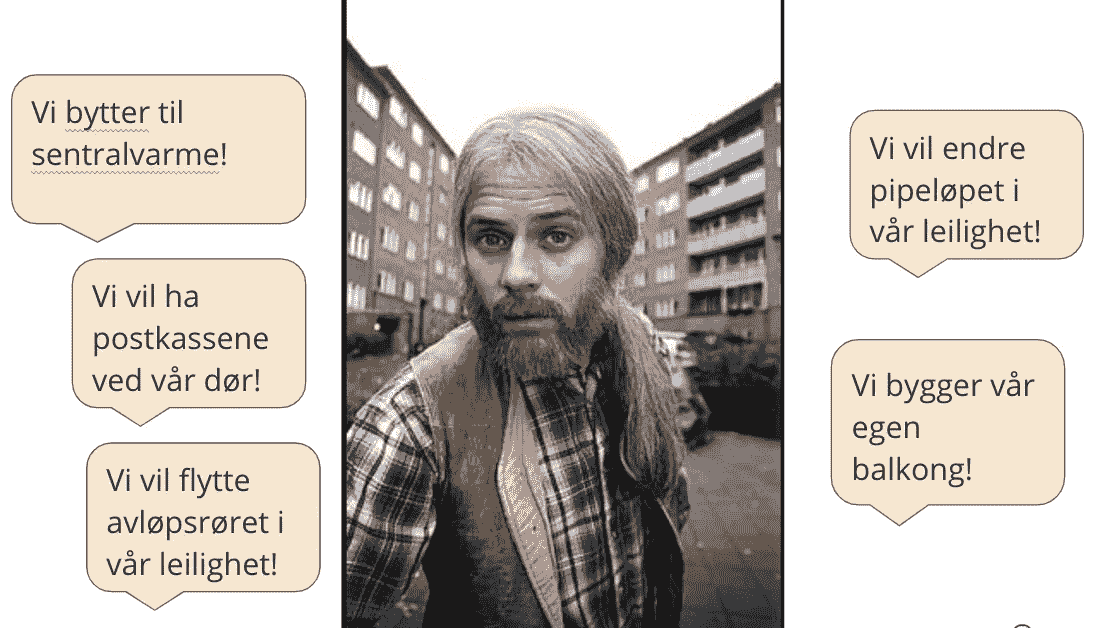 Vi bytter til
sentralvarme!
Vi vil ha
postkassene
ved vår dør!
Vi vil flytte
avløpsrøret i
vår leilighet!
Vi vil endre
pipeløpet i
vår leilighet!
Vi bygger vår
egen
balkong!